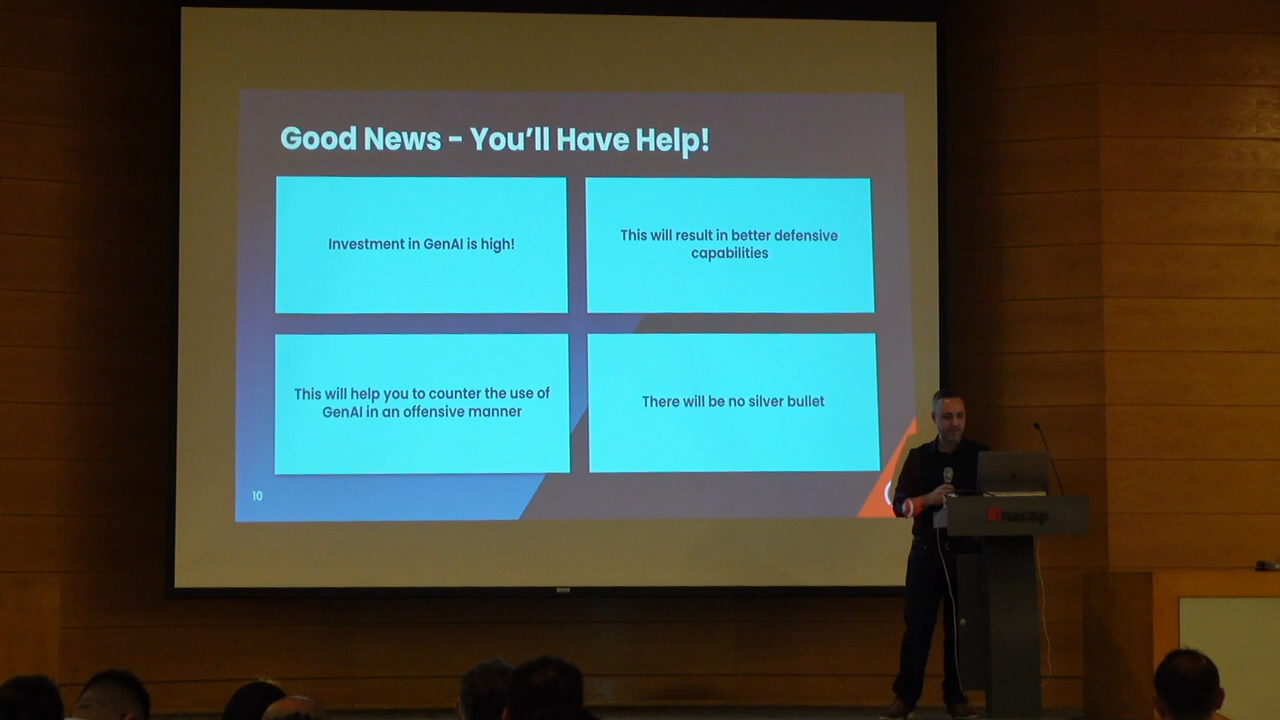 Good News - You'll Have Help!
Investment in GenAI is high!
This will result in better defensive
capabilities
This will help you to counter the use of
GenAI in an offensive manner
There will be no silver bullet
10
inacap